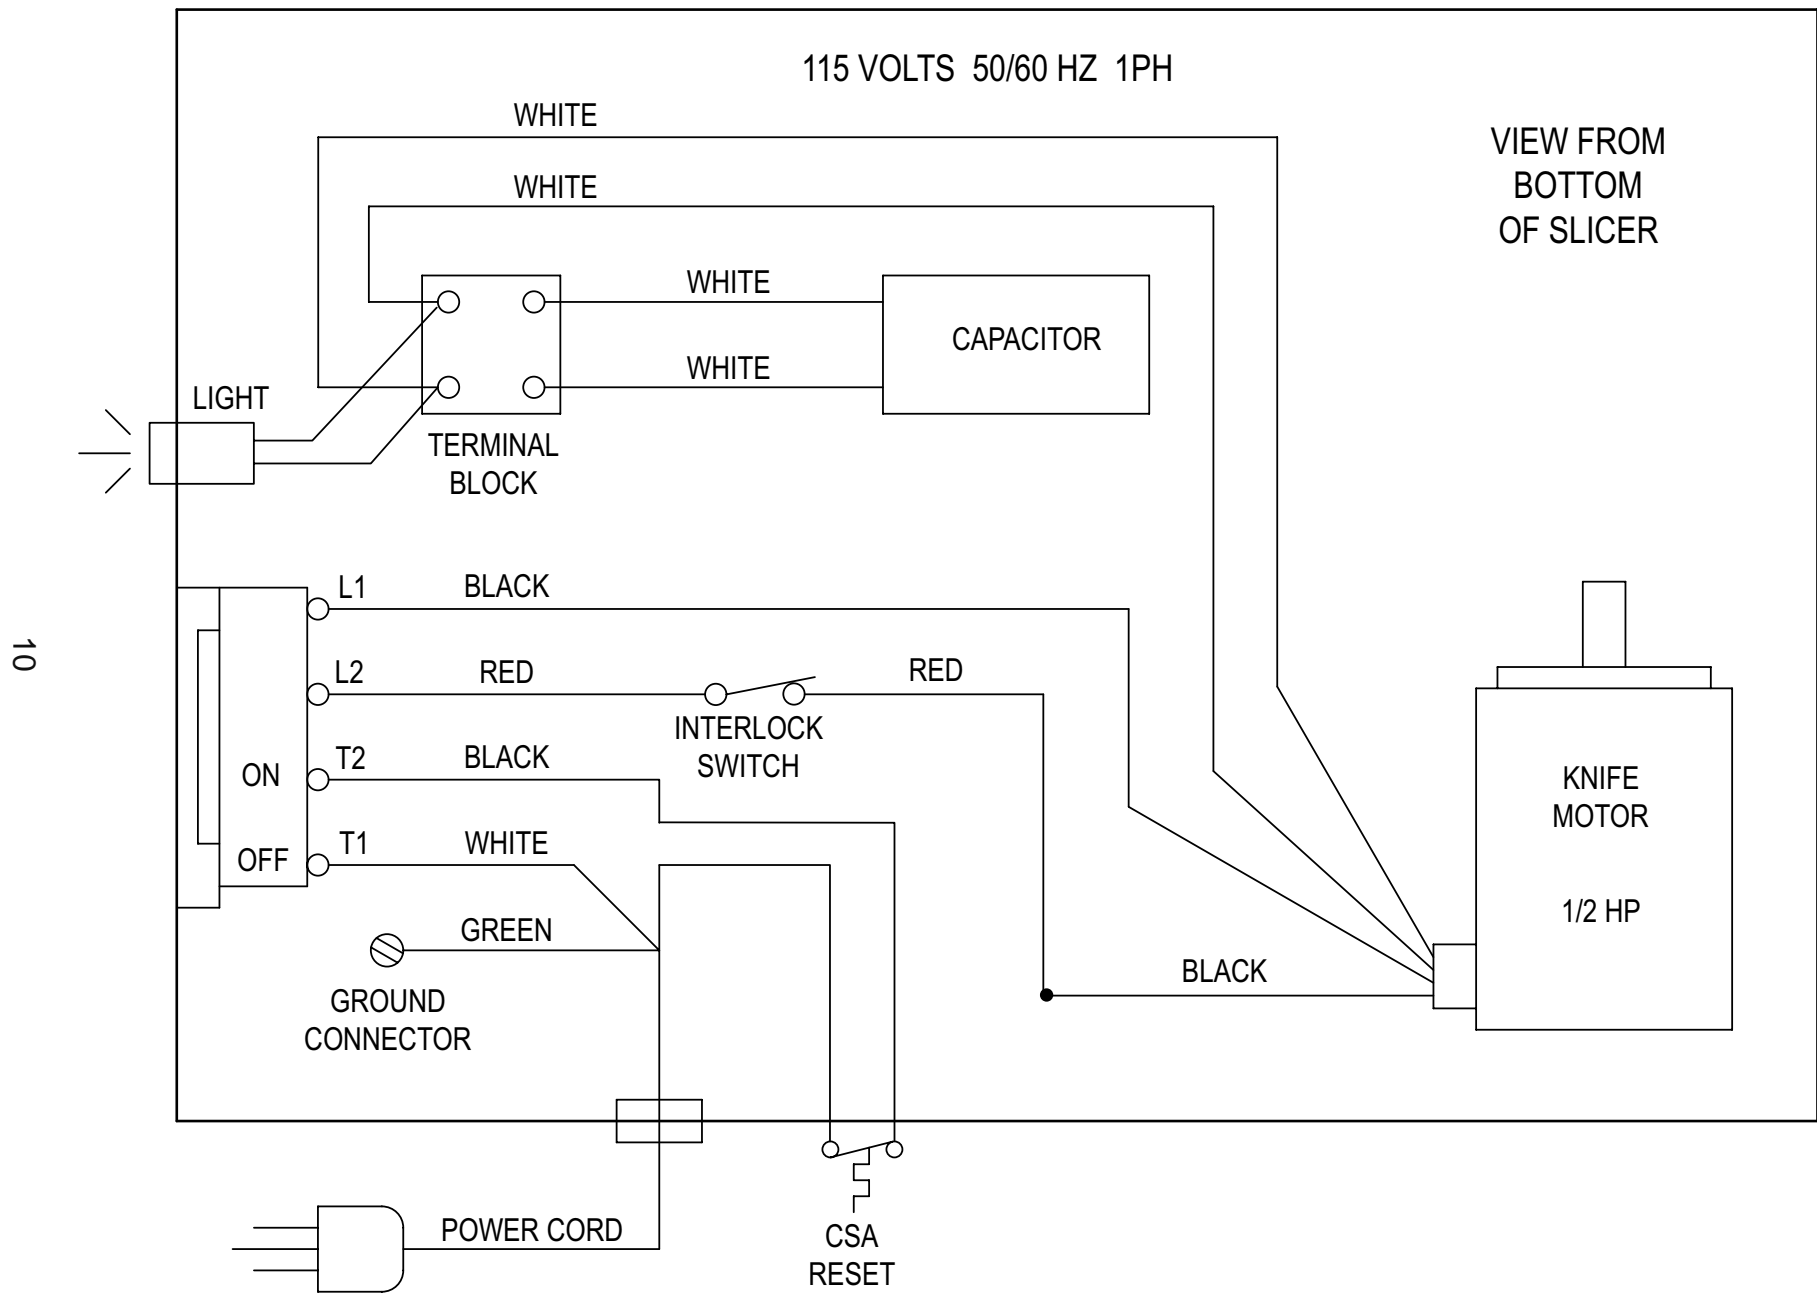 115 VOLTS 50/60 HZ 1PH
WHITE
VIEW FROM
BOTTOM
OF SLICER
WHITE
WHITE
CAPACITOR
WHITE
LIGHT
TERMINAL
BLOCK
L1
BLACK
L2
RED
RED
INTERLOCK
SWITCH
T2
BLACK
ON
KNIFE
MOTOR
T1
WHITE
OFF
1/2 HP
GREEN
GROUND
CONNECTOR
BLACK
POWER CORD
CSA
RESET
10